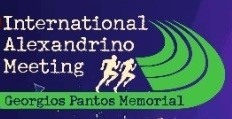 International
Alexandrino
Meeting
Georgios Pantos Memorial